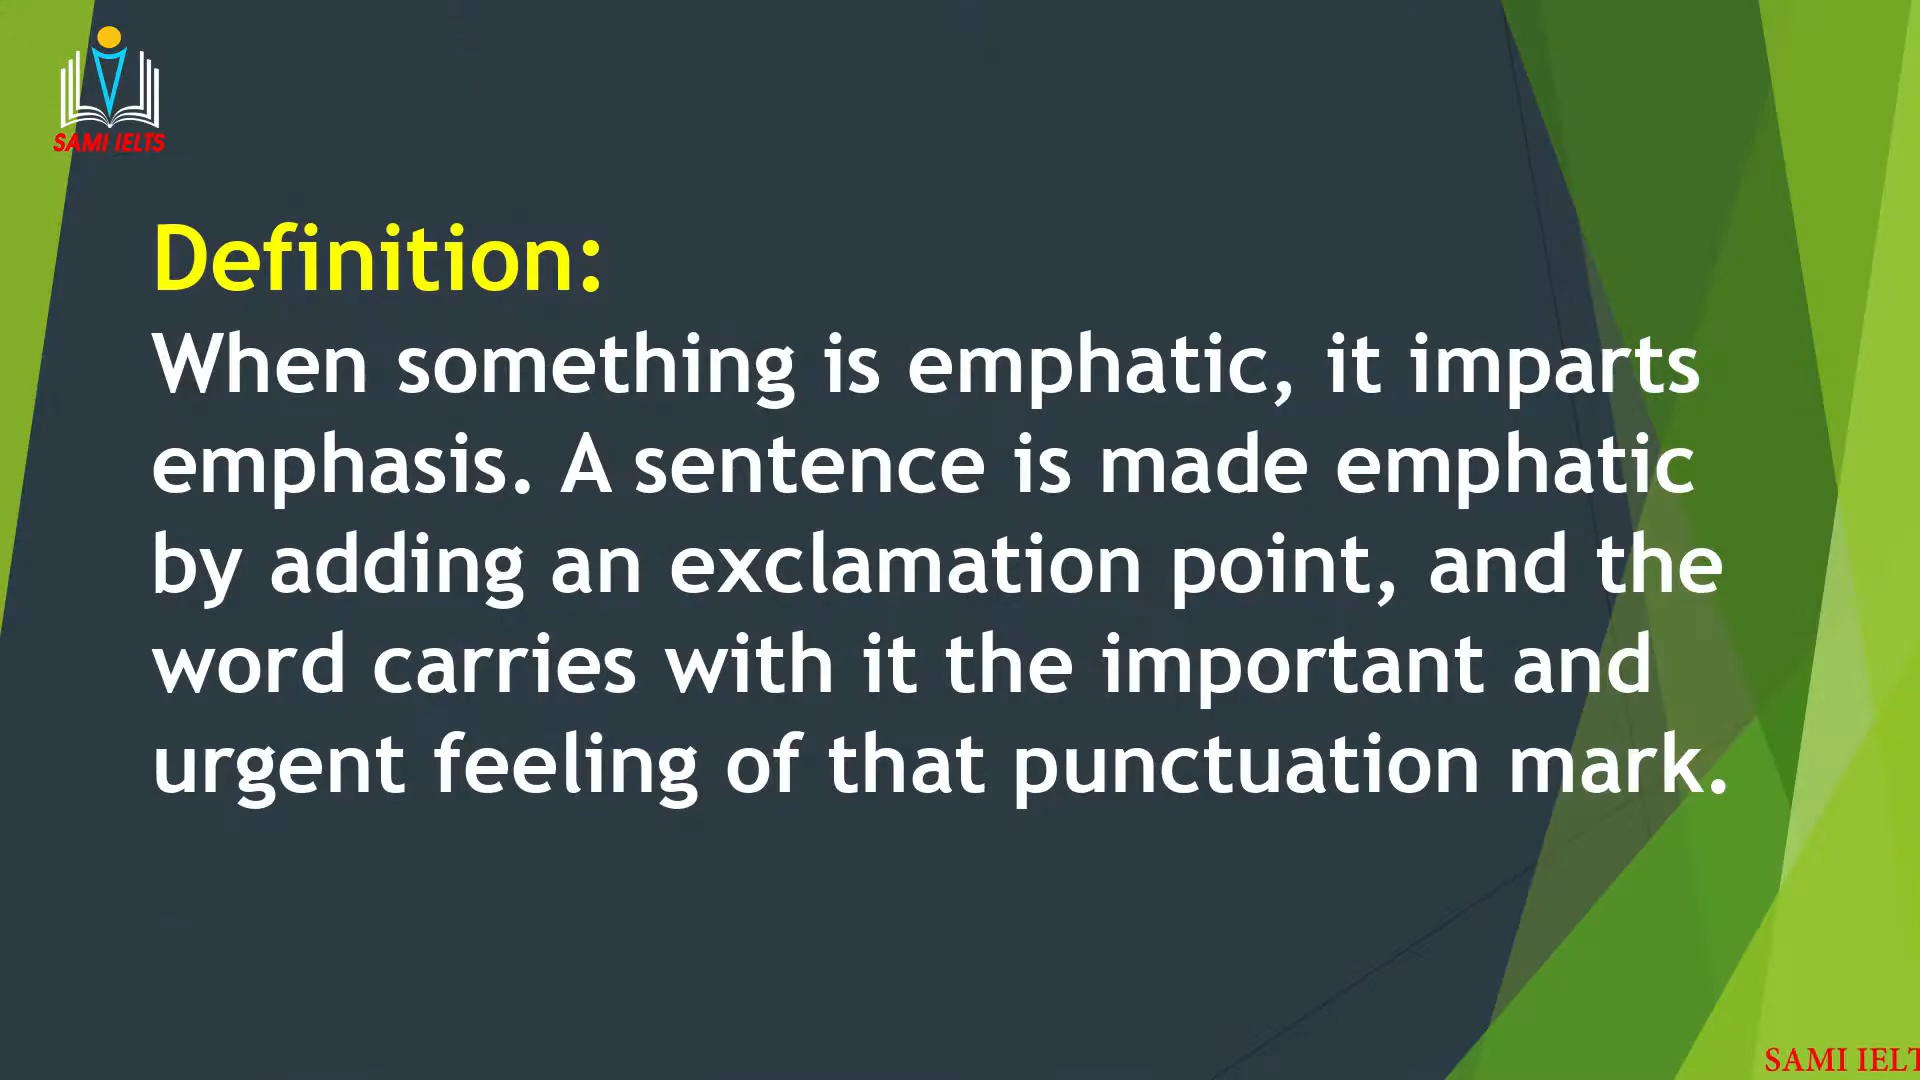 SAMI IELTS
Definition:
When something is emphatic, it imparts
emphasis. A sentence is made emphatic
by adding an exclamation point, and the
word carries with it the important and
urgent feeling of that punctuation mark.
SAMI IELT